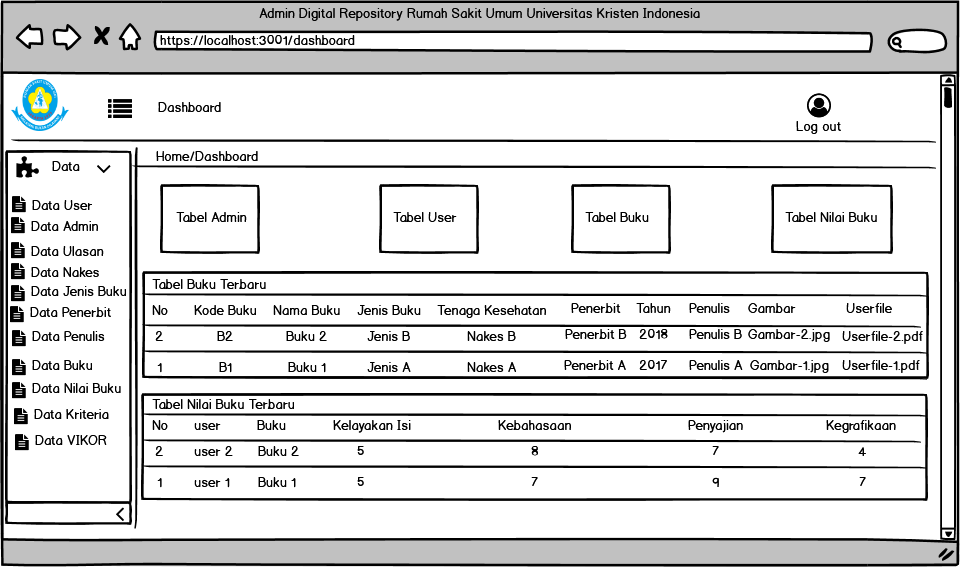 Admin Digital Repository Rumah Sakit Umum Universitas Kristen Indonesia
https://localhost:3001/dashboard
Dashboard
Log out
Data
Home/Dashboard
Data User
Data Admin
Data Ulasan
Data Nakes
Data Jenis Buku
Data Penerbit
Data Penulis
Data Buku
Data Nilai Buku
Data Kriteria
Data VIKOR
Tabel Admin Tabel User Tabel Buku Tabel Nilai Buku
Tabel Buku Terbaru
No Kode Buku Nama Buku Jenis Buku Tenaga Kesehatan Penerbit Tahun Penulis Gambar Userfile
2 B2 Buku 2 Jenis B Nakes B Penerbit B 2018 Penulis B Gambar-2.jpg Userfile-2.pdf
1 B1 Buku 1 Jenis A Nakes A Penerbit A 2017 Penulis A Gambar-1.jpg Userfile-1.pdf
Tabel Nilai Buku Terbaru
No user Buku Kelayakan Isi Kebahasaan Penyajian Kegrafikaan
2 user 2 Buku 2 5 8 7 4
1 user 1 Buku 1 5 7 9 7